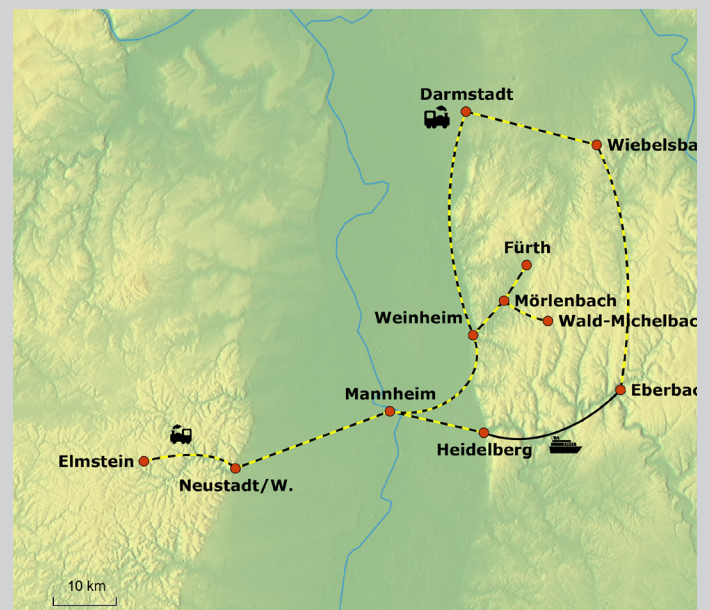 Darmstadt
Wiebelsba
Fürth
Mörlenbach
Weinheim
Wald-Michelbac
Mannheim
Eberbac
Heidelberg
Elmstein
Neustadt/W.
10 km